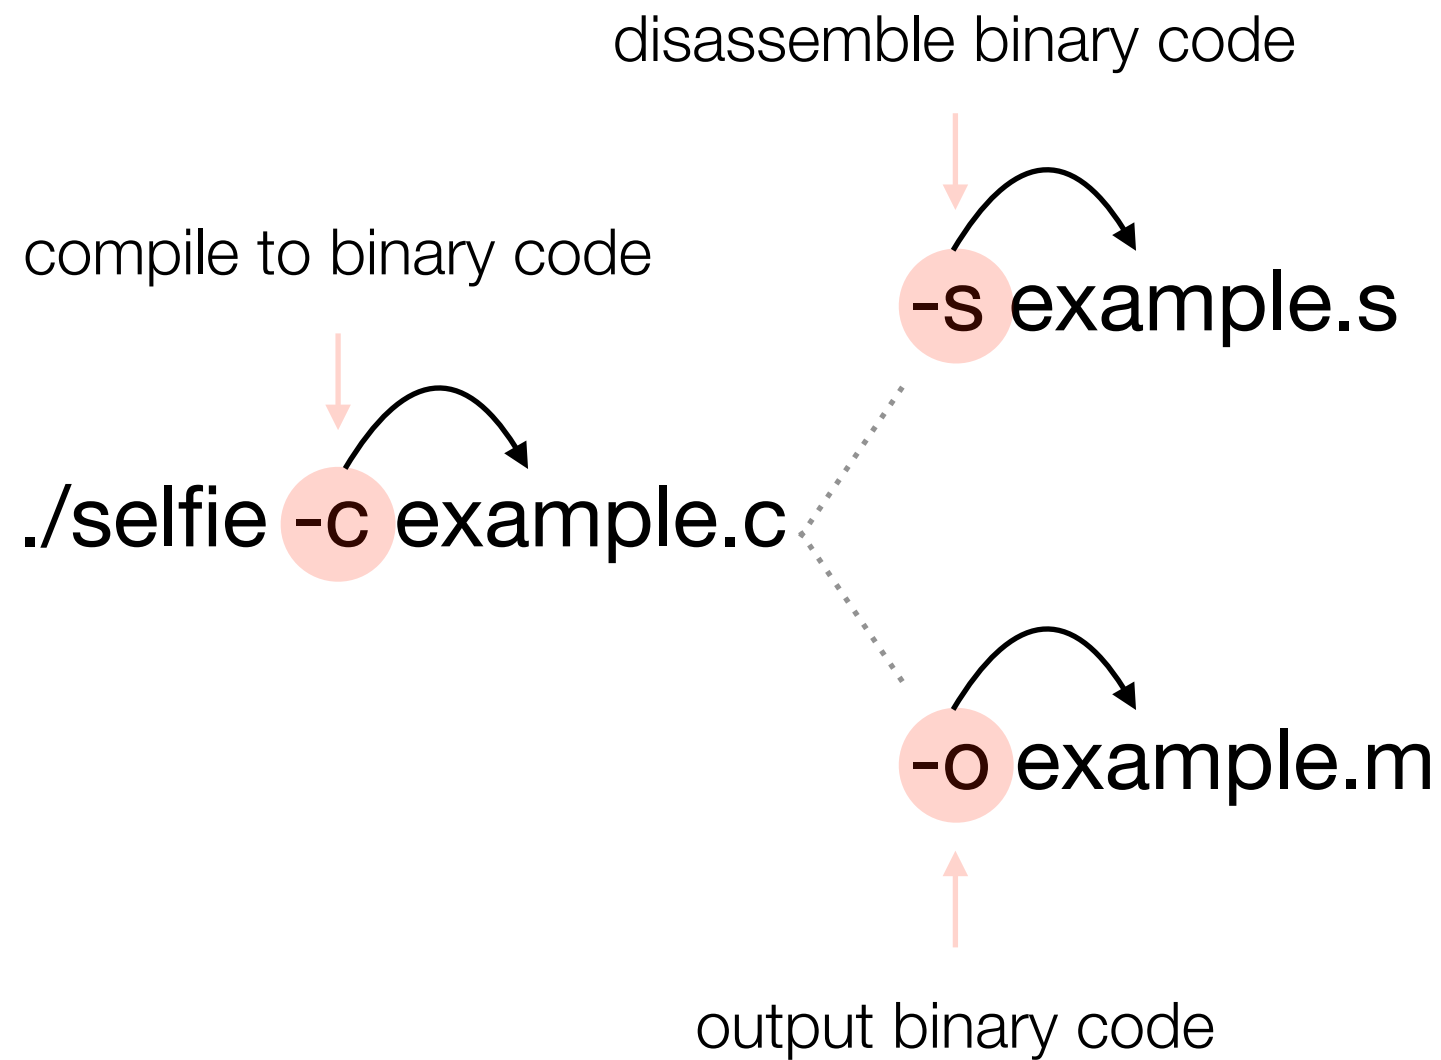 disassemble binary code
compile to binary code
-s example.s
./selfie -c example.c
-o example.m
output binary code